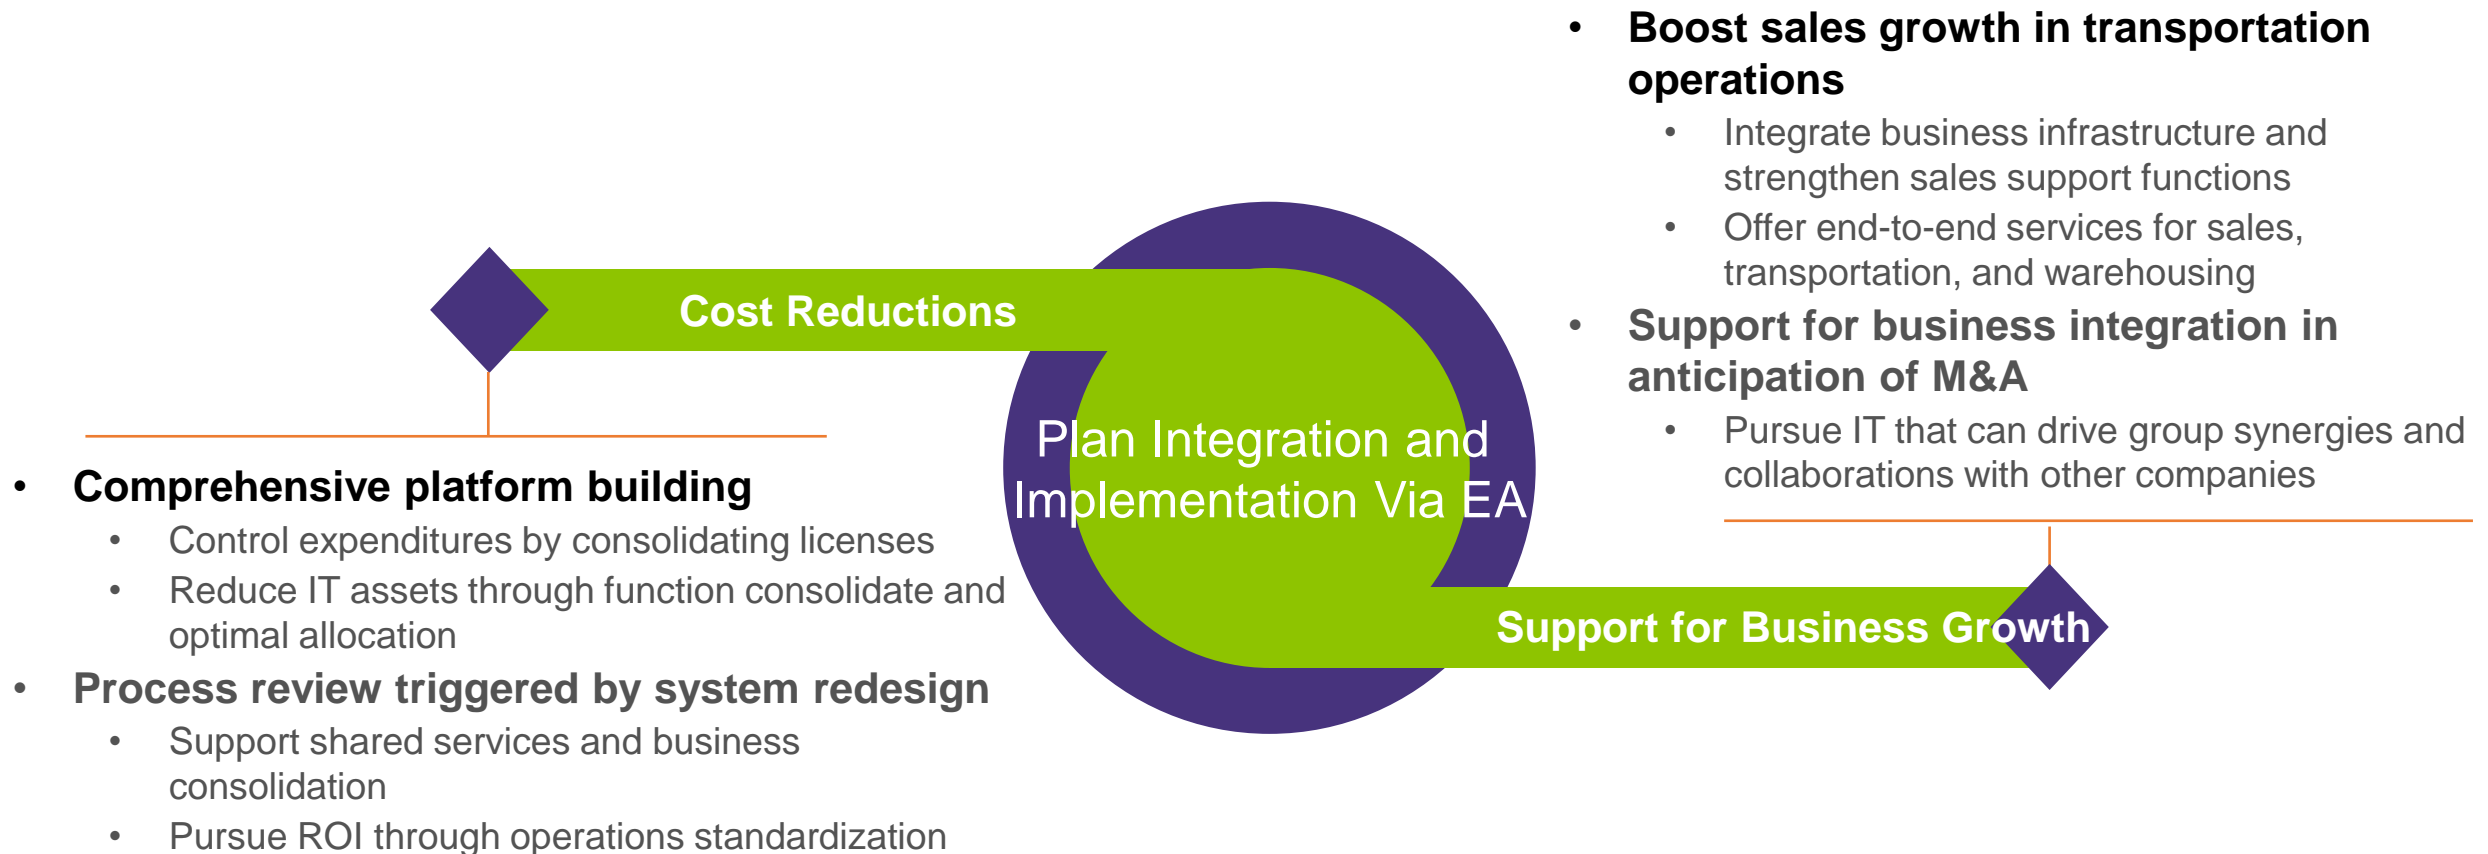 Cost Reductions
• Comprehensive platform building
• Control expenditures by consolidating licenses
• Reduce IT assets through function consolidate and
optimal allocation
• Process review triggered by system redesign
• Support shared services and business
consolidation
• Pursue ROI through operations standardization
Plan Integration and
Implementation Via EA
• Boost sales growth in transportation
operations
• Integrate business infrastructure and
strengthen sales support functions
• Offer end-to-end services for sales,
transportation, and warehousing
• Support for business integration in
anticipation of M&A
• Pursue IT that can drive group synergies and
collaborations with other companies
Support for Business Growth